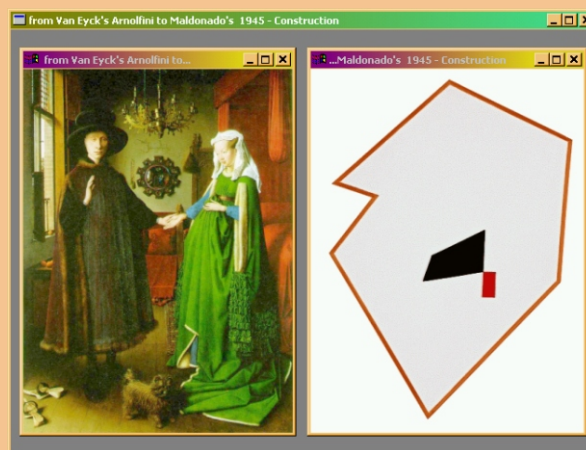 from Van Eyck's Arnolfini to Maldonado's 1945 - Construction
from Van Eyck's Arnolfini to...
...Maldonado's 1945 - Construction